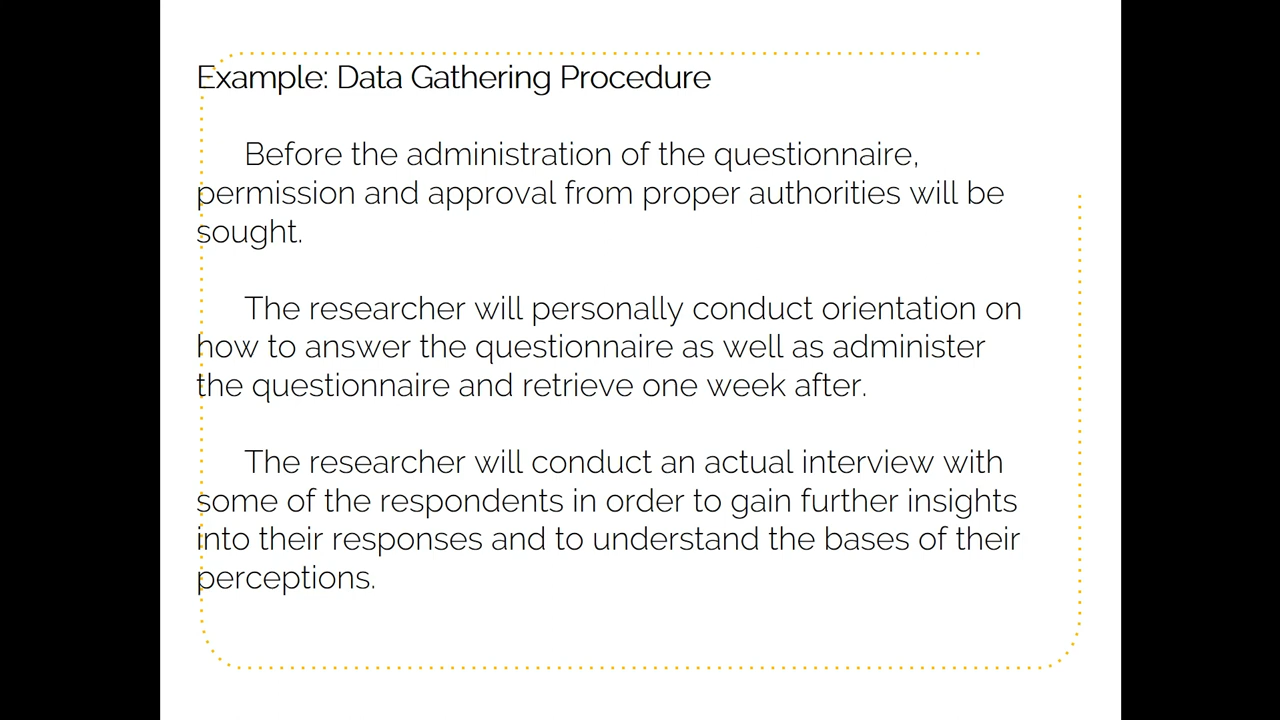 Example: Data Gathering Procedure
Before the administration of the questionnaire,
permission and approval from proper authorities will be
sought.
The researcher will personally conduct orientation on
how to answer the questionnaire as well as administer
the questionnaire and retrieve one week after.
The researcher will conduct an actual interview with
some of the respondents in order to gain further insights
into their responses and to understand the bases of their
perceptions.